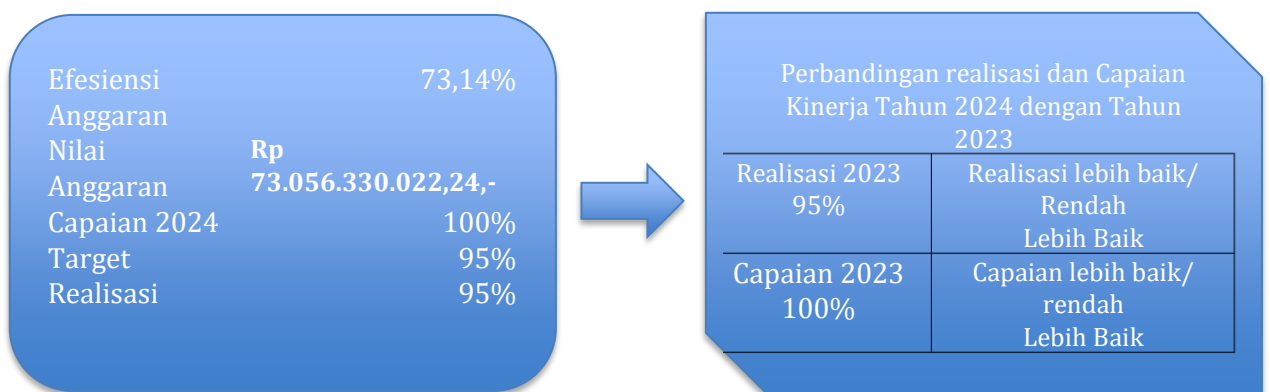 Efesiensi 73,14%
Anggaran
Nilai Rp
Anggaran 73.056.330.022,24,-
Capaian 2024 100%
Target 95%
Realisasi 95%
Perbandingan realisasi dan Capaian
Kinerja Tahun 2024 dengan Tahun
2023
Realisasi 2023 Realisasi lebih baik/
95% Rendah
Lebih Baik
Capaian 2023 Capaian lebih baik/
100% rendah
Lebih Baik